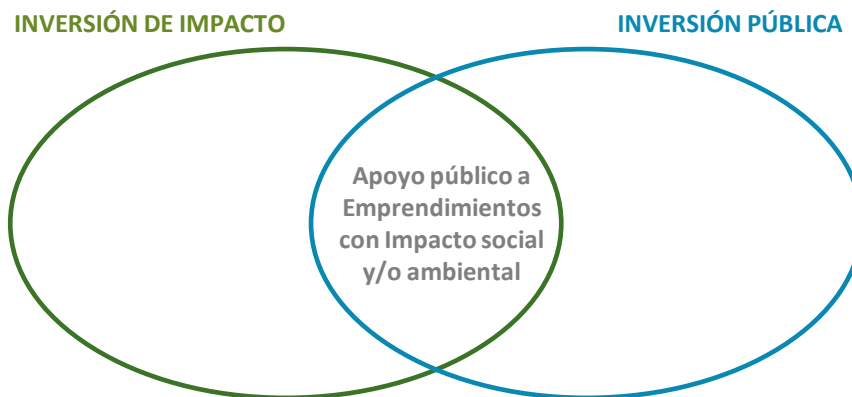 INVERSIÓN DE IMPACTO
INVERSIÓN PÚBLICA
Apoyo público a
Emprendimientos
con Impacto social
y/o ambiental